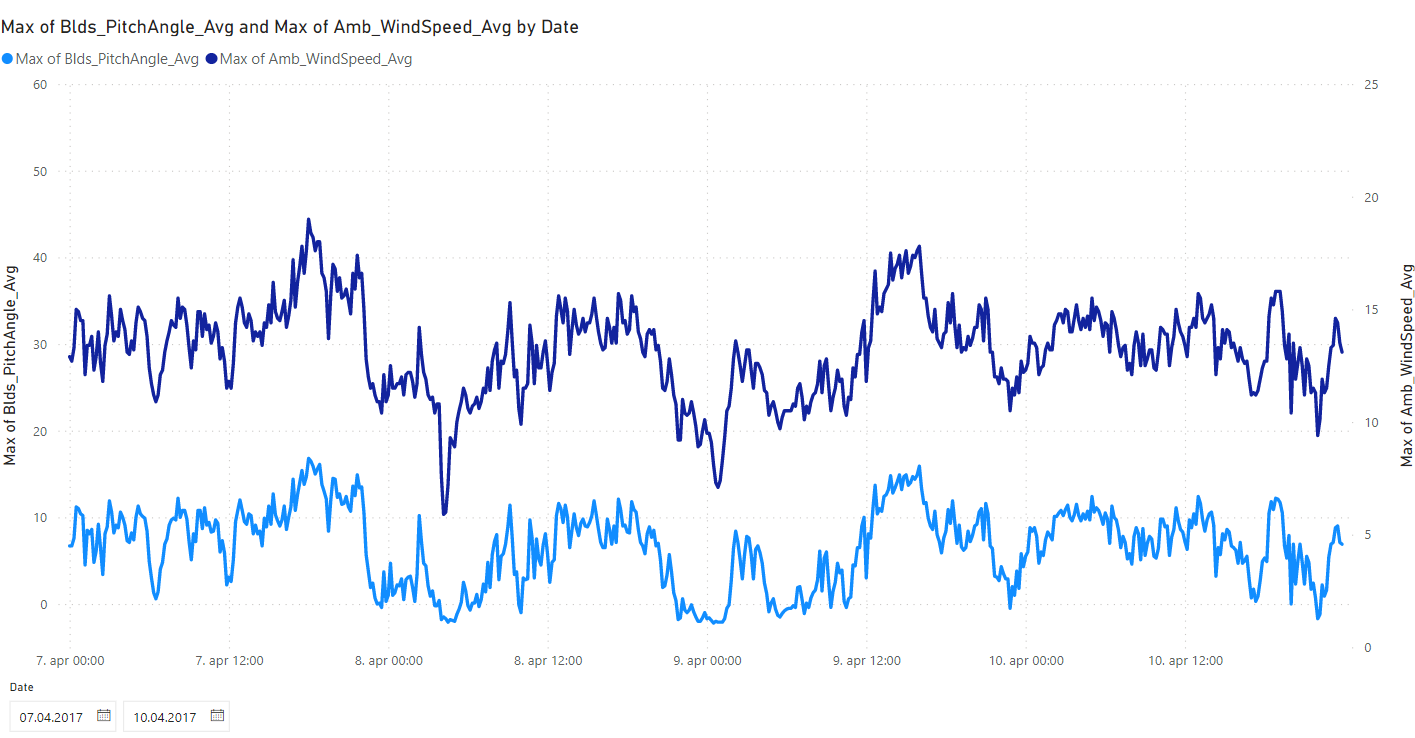 Max of Blds_PitchAngle_Avg and Max of Amb_WindSpeed_Avg by Date
Max of Blds_PitchAngle_Avg Max of Amb_WindSpeed_Avg
60
50
40
30
20
10
0
Max of Blds_PitchAngle_Avg
25
20
15
10
5
0
Max of Amb_WindSpeed_Avg
7. apr 00:00 7. apr 12:00 8. apr 00:00 8. apr 12:00 9. apr 00:00 9. apr 12:00 10. apr 00:00 10. apr 12:00
Date
07.04.2017 10.04.2017